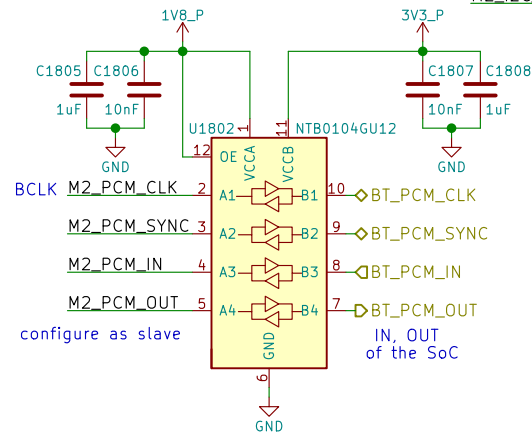 1V8_P
3V3_P
C1805
C1806
1uF
10nF
GND
C1807
C1808
10nF
1uF
GND
U1802
NTB0104GU12
1
11
VCCA
VCCB
12
OE
BCLK
M2_PCM_CLK
2
A1
B1
10
BT_PCM_CLK
M2_PCM_SYNC
3
A2
B2
9
BT_PCM_SYNC
M2_PCM_IN
4
A3
B3
8
BT_PCM_IN
M2_PCM_OUT
5
A4
B4
7
BT_PCM_OUT
configure as slave
GND
6
IN, OUT
of the SoC
GND